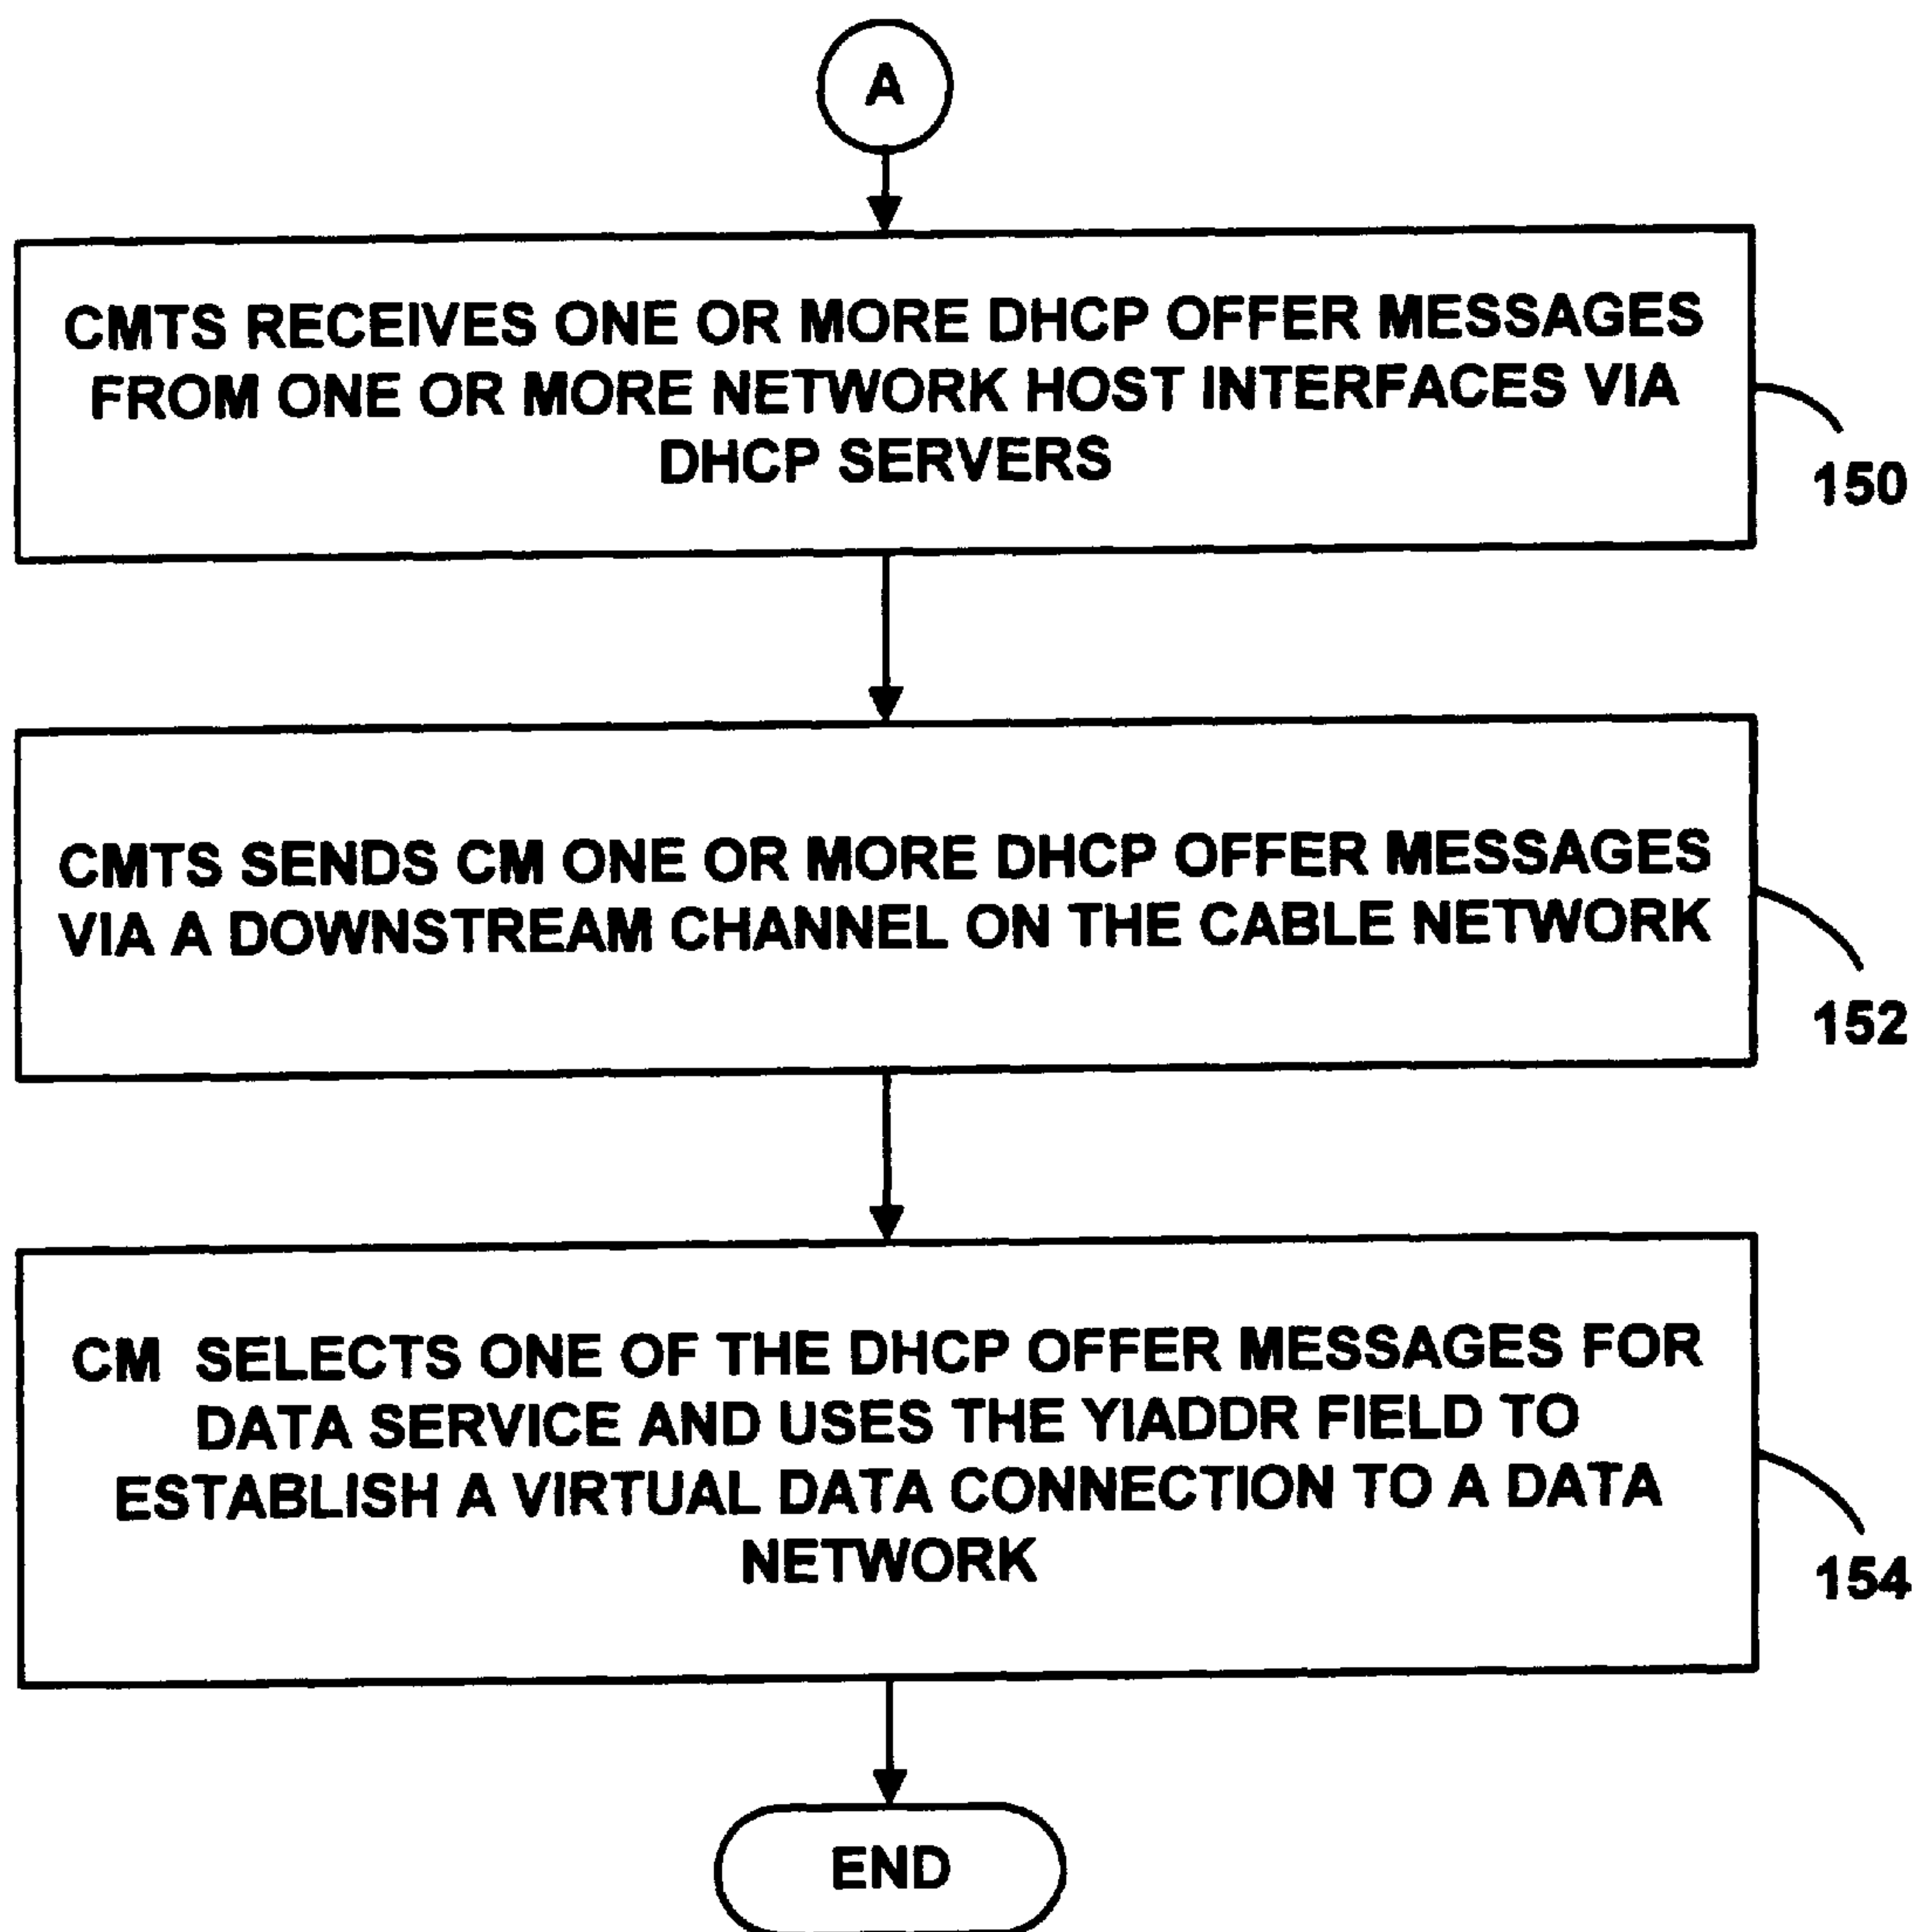 A
CMTS RECEIVES ONE OR MORE DHCP OFFER MESSAGES
FROM ONE OR MORE NETWORK HOST INTERFACES VIA
DHCP SERVERS
150
CMTS SENDS CM ONE OR MORE DHCP OFFER MESSAGES
VIA A DOWNSTREAM CHANNEL ON THE CABLE NETWORK
152
CM SELECTS ONE OF THE DHCP OFFER MESSAGES FOR
DATA SERVICE AND USES THE YIADDR FIELD TO
ESTABLISH A VIRTUAL DATA CONNECTION TO A DATA
NETWORK
154
END